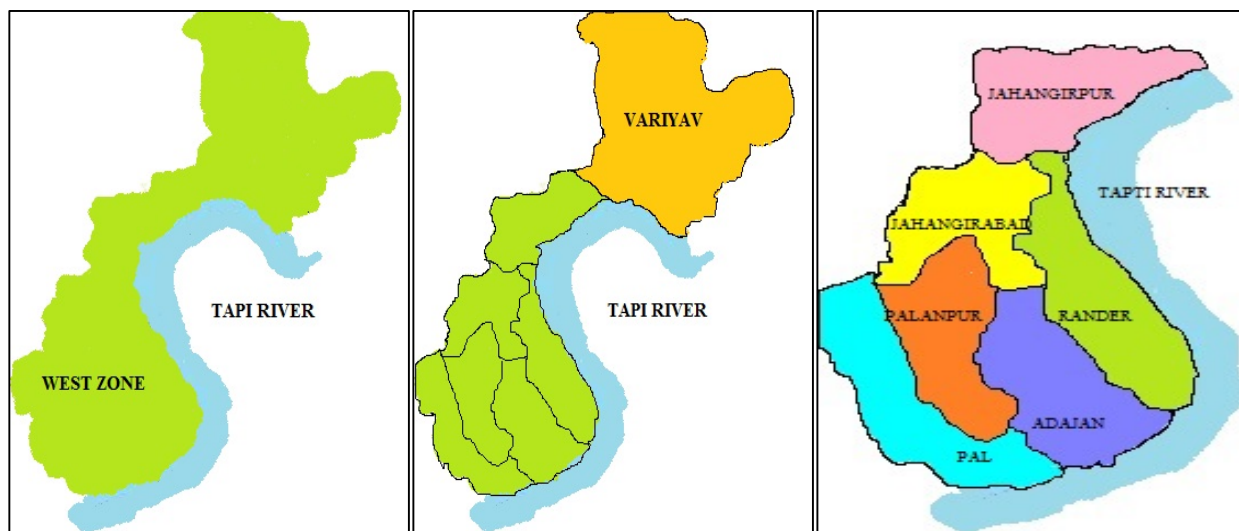 TAPI RIVER
WEST ZONE
VARIYAV
TAPI RIVER
JAHANGIRPUR
TAPTI RIVER
JAHANGIRABAD
PALANPUR
RANDER
ADAJAN
PAL